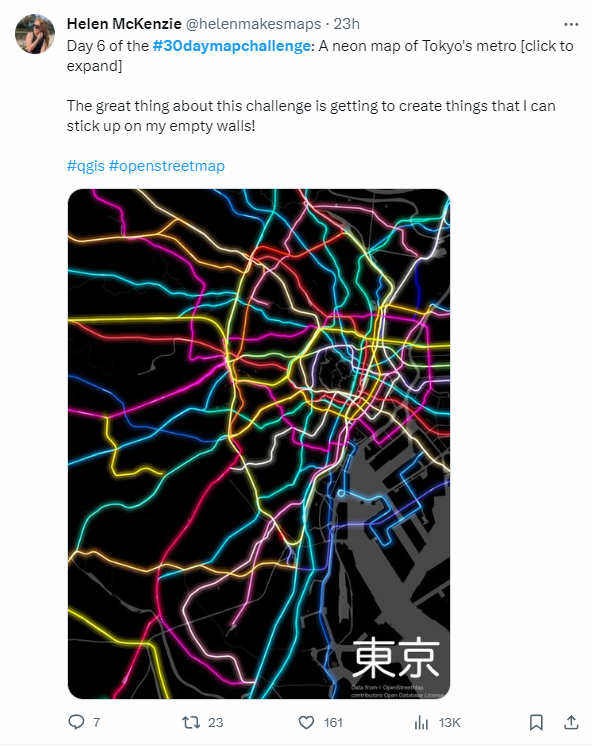 Helen McKenzie @helenmakesmaps · 23h
Day 6 of the #30daymapchallenge: A neon map of Tokyo's metro [click to
expand]
The great thing about this challenge is getting to create things that I can
stick up on my empty walls!
#qgis #openstreetmap
東京
Data from © OpenStreetMap
contributors Open Database License
7 23 161 13K